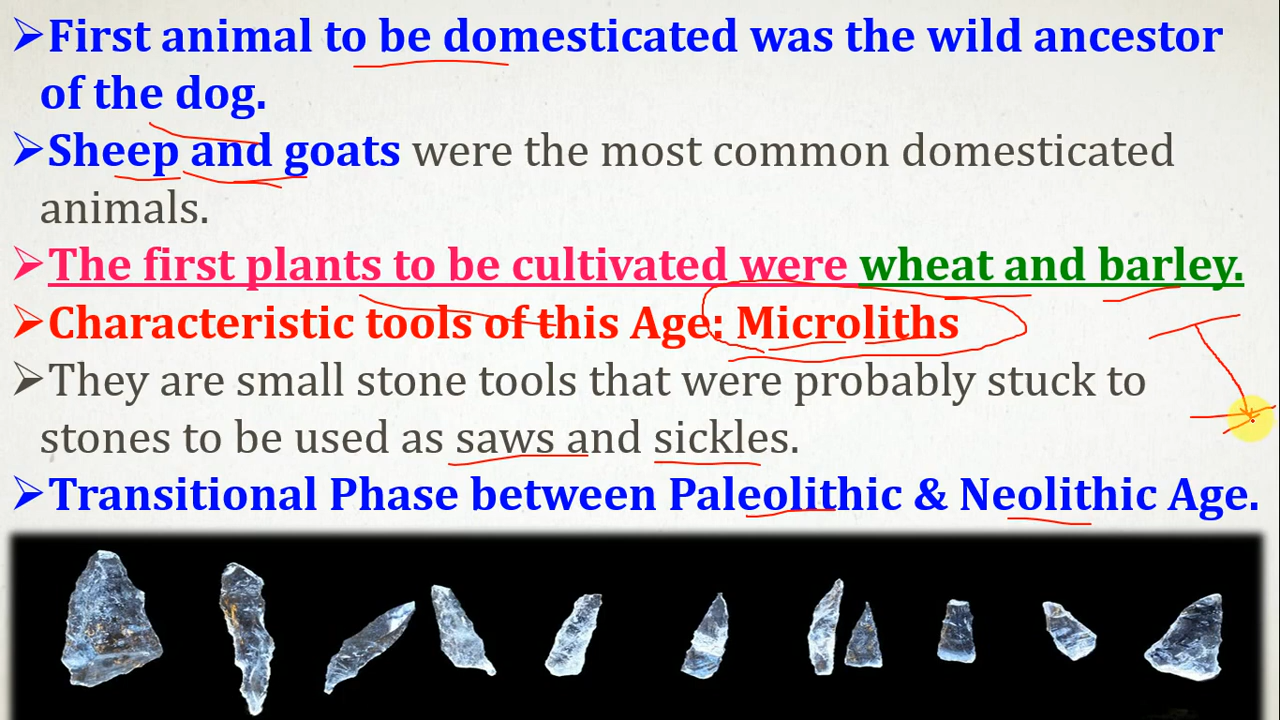 ➢First animal to be domesticated was the wild ancestor
of the dog.
➢Sheep and goats were the most common domesticated
animals.
➢The first plants to be cultivated were wheat and barley.
➢Characteristic tools of this Age: Microliths
➢They are small stone tools that were probably stuck to
stones to be used as saws and sickles.
➢Transitional Phase between Paleolithic & Neolithic Age.